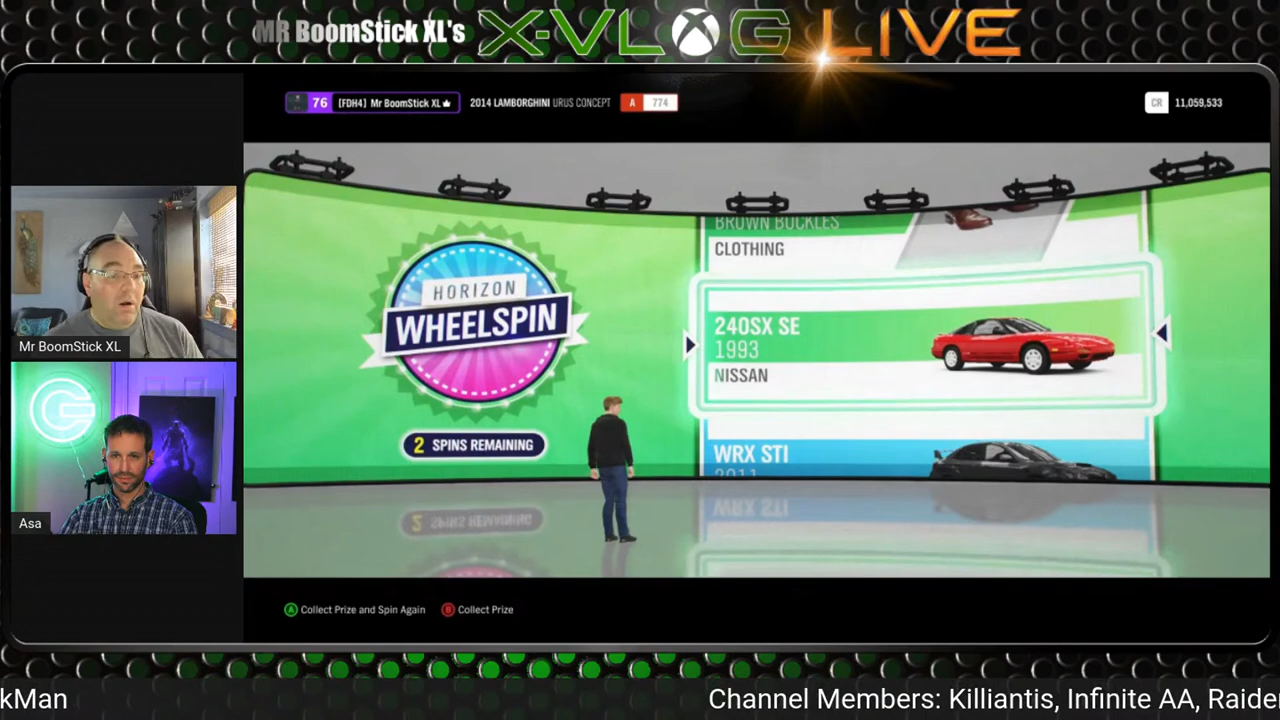 MR BoomStick XL's X-VLOG LIVE
76 [FDH4] Mr BoomStick XL 2014 LAMBORGHINI URUS CONCEPT A 774 CR 11,059,533
BROWN BUCKLES
CLOTHING
HORIZON
WHEELSPIN
240SX SE
1993
NISSAN
2 SPINS REMAINING
WRX STI
2011
Mr BoomStick XL
Asa
A Collect Prize and Spin Again B Collect Prize
kMan Channel Members: Killiantis, Infinite AA, Raide